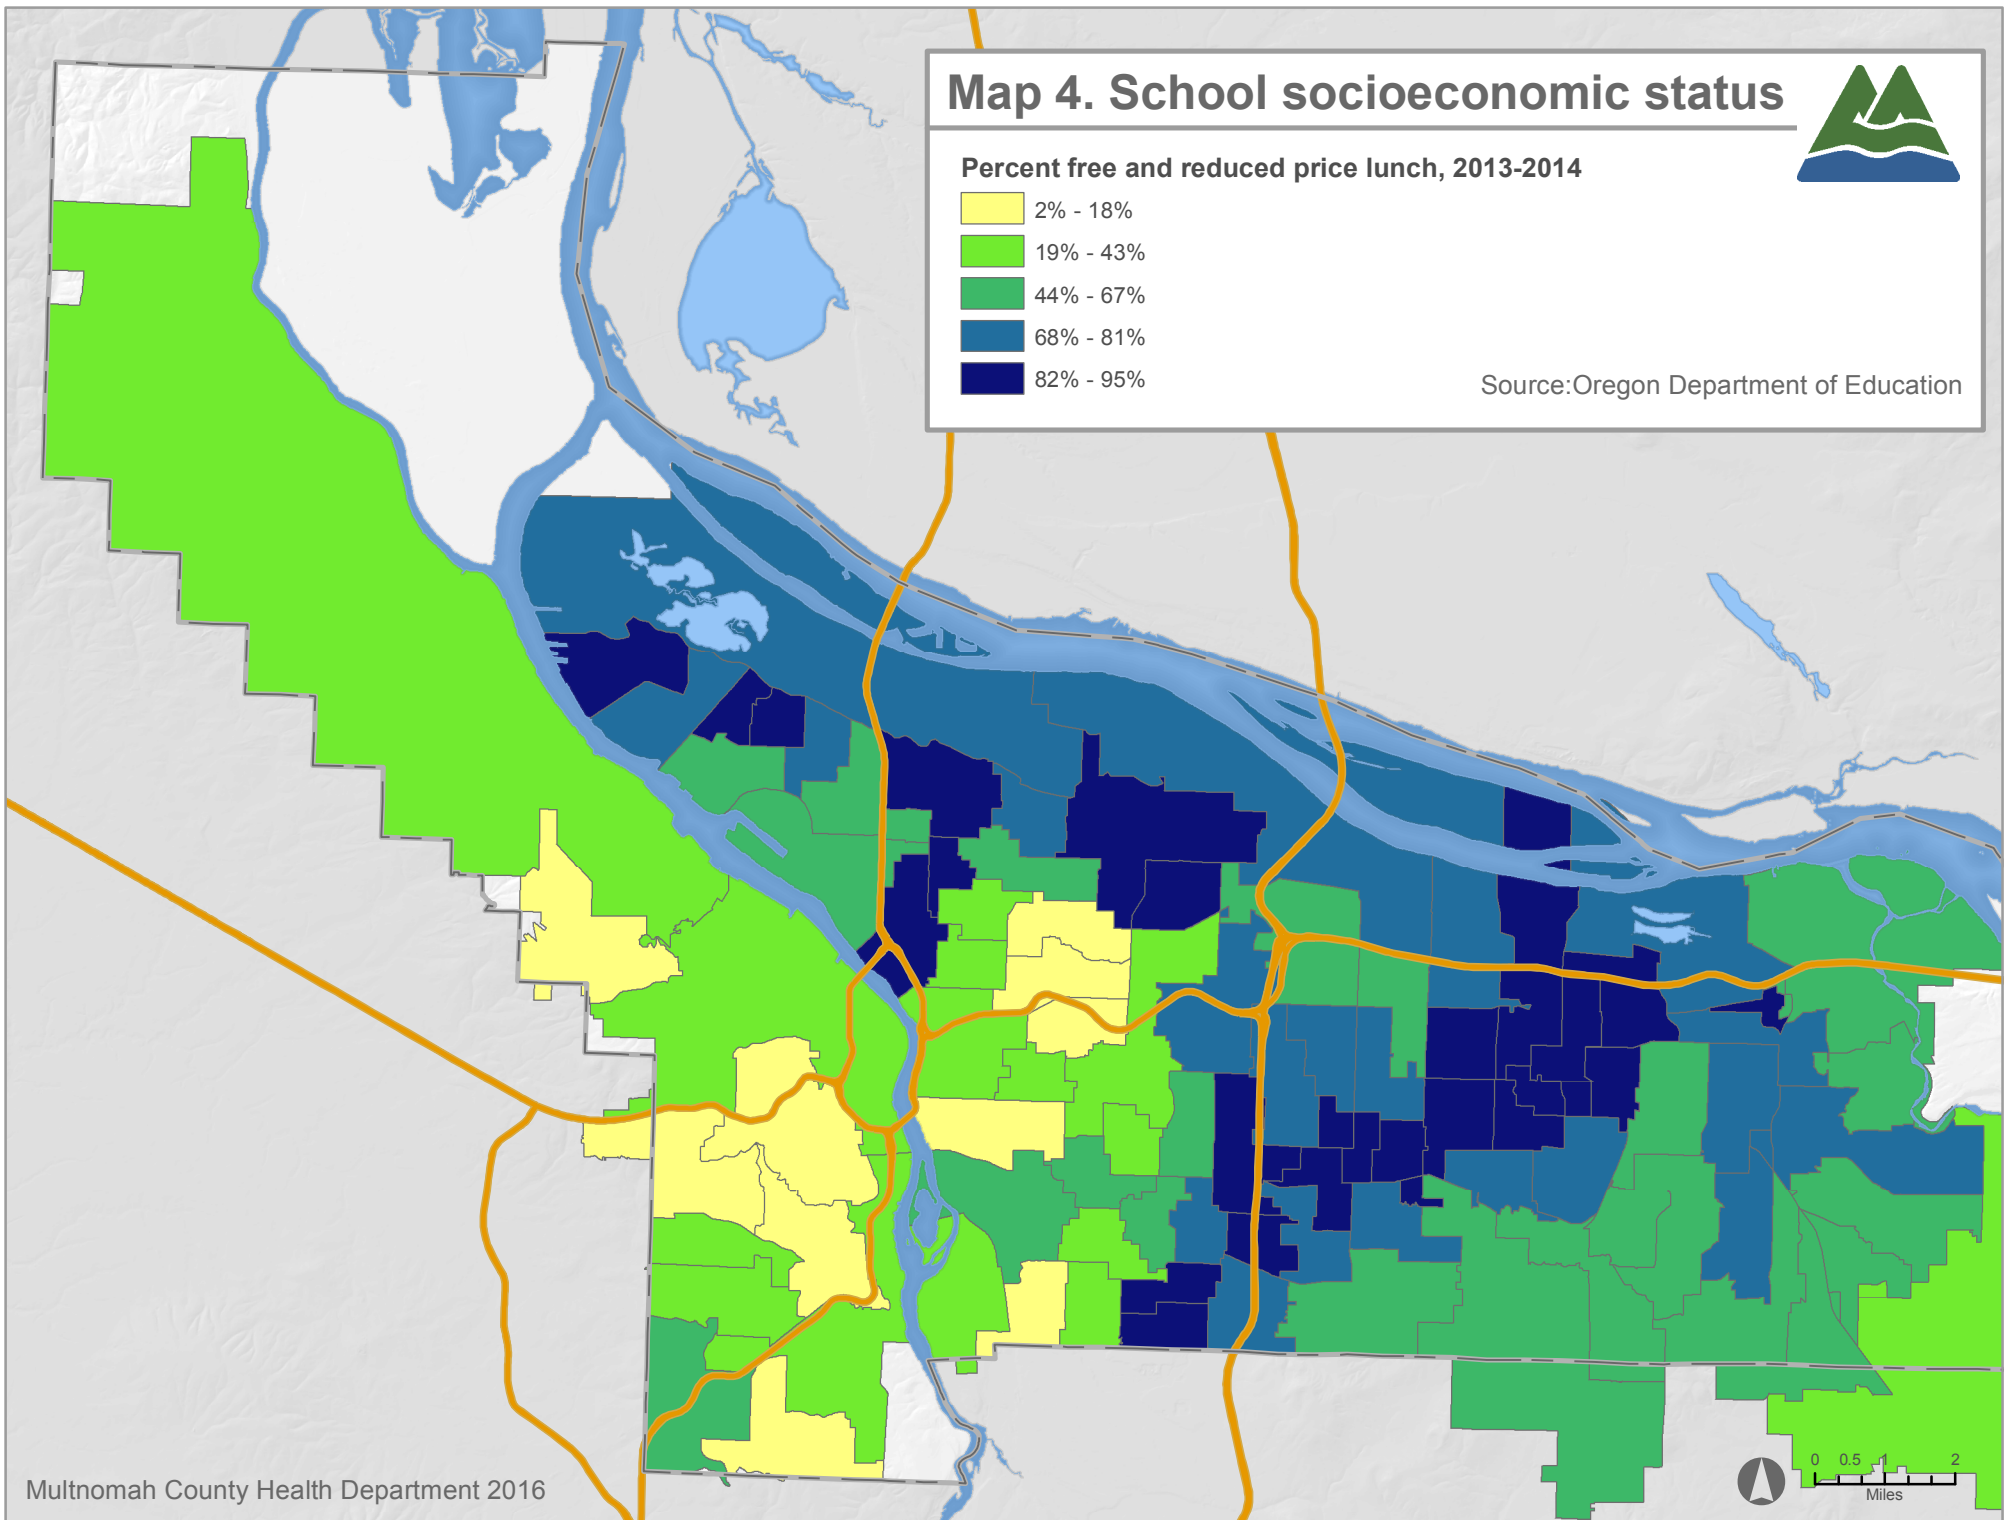 Map 4. School socioeconomic status
Percent free and reduced price lunch, 2013-2014
2% - 18%
19% - 43%
44% - 67%
68% - 81%
82% - 95%
Source:Oregon Department of Education
Multnomah County Health Department 2016
0 0.5 1 2
Miles